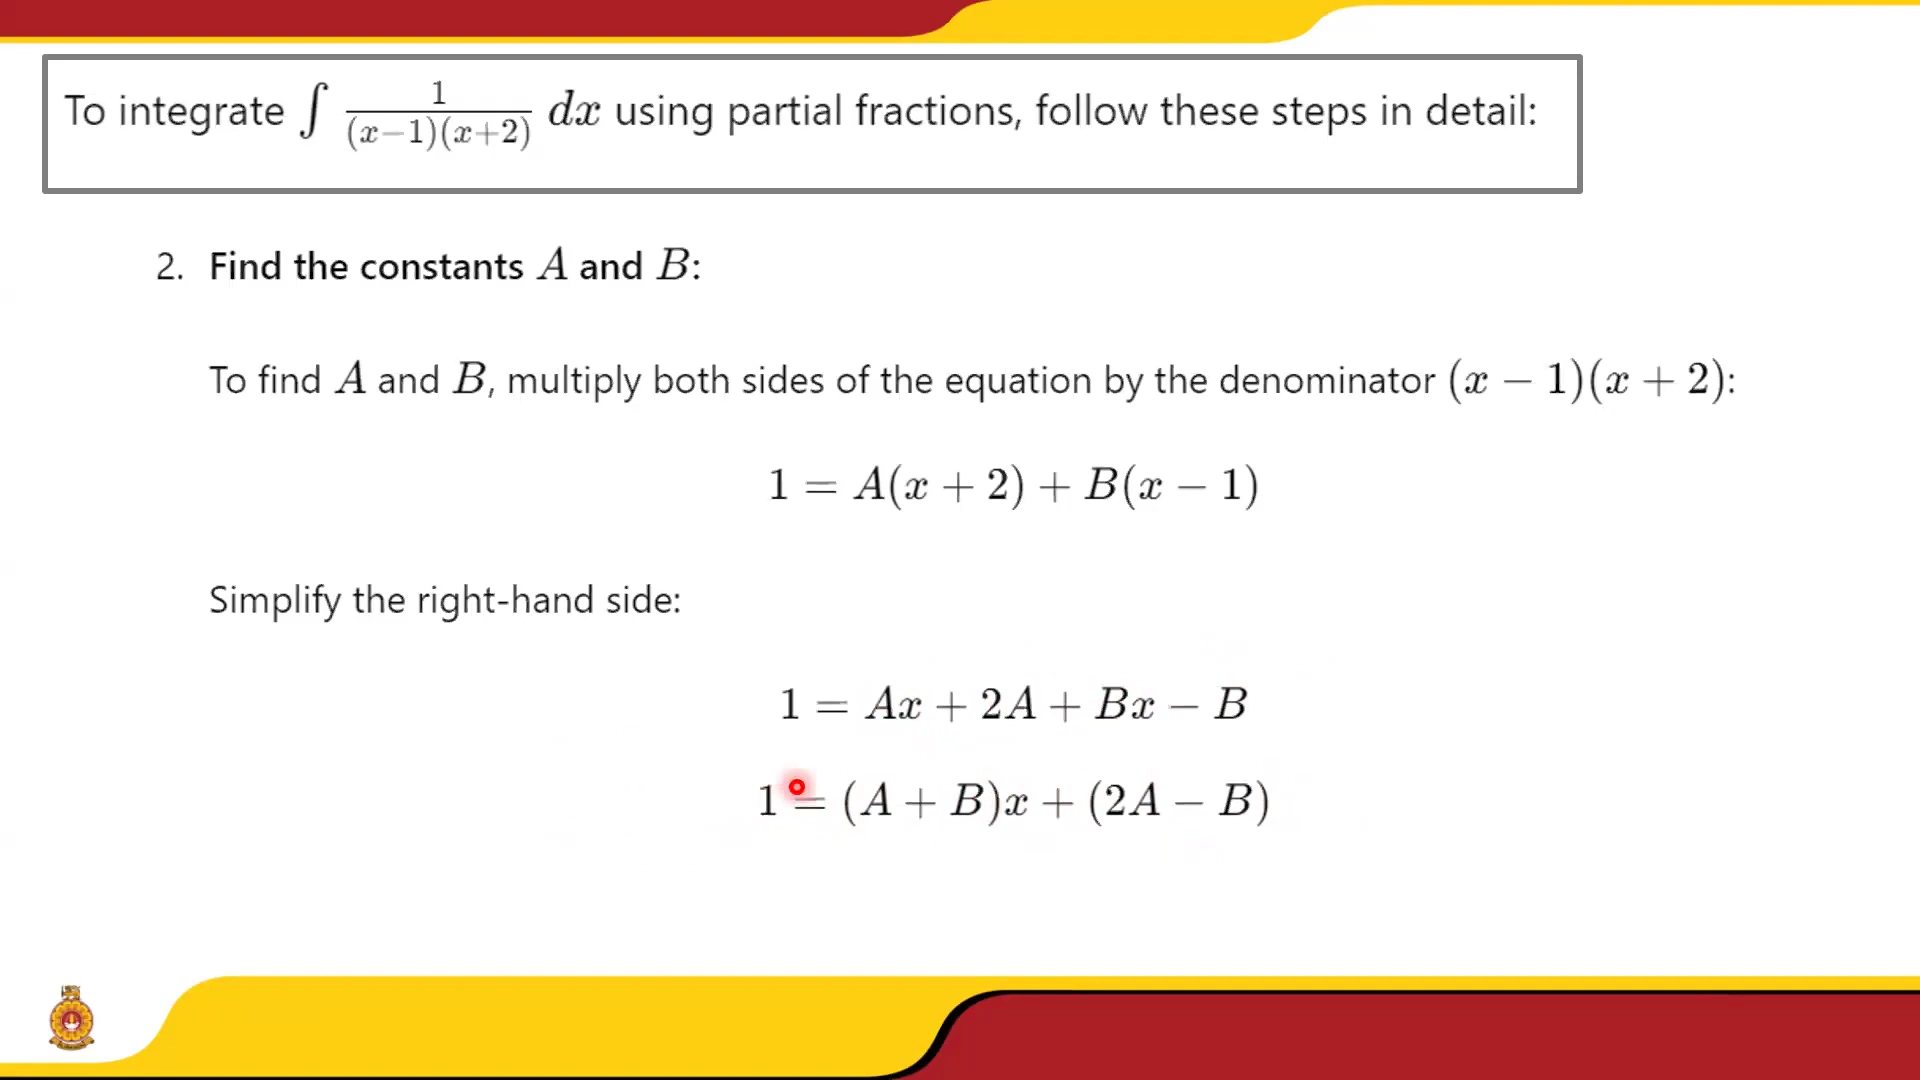 To integrate ∫ 1/((x−1)(x+2)) dx using partial fractions, follow these steps in detail:
2. Find the constants A and B:
To find A and B, multiply both sides of the equation by the denominator (x − 1)(x + 2):
1 = A(x + 2) + B(x − 1)
Simplify the right-hand side:
1 = Ax + 2A + Bx − B
1 = (A + B)x + (2A − B)